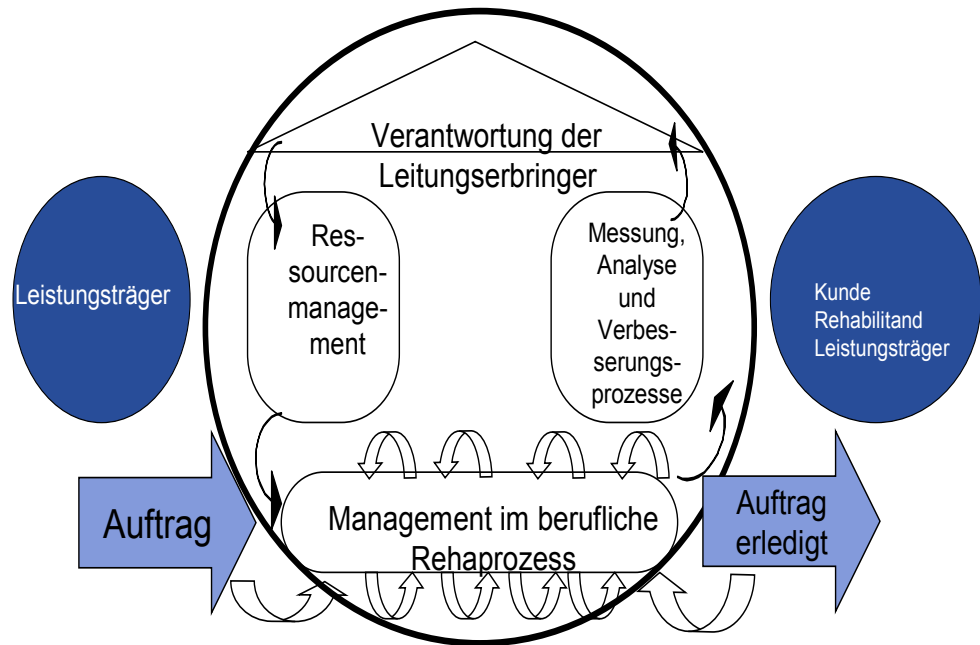 Verantwortung der
Leitungserbringer
Leistungsträger
Res-
sourcen-
manage-
ment
Messung,
Analyse
und
Verbes-
serungs-
prozesse
Kunde
Rehabilitand
Leistungsträger
Auftrag
Management im berufliche
Rehaprozess
Auftrag
erledigt